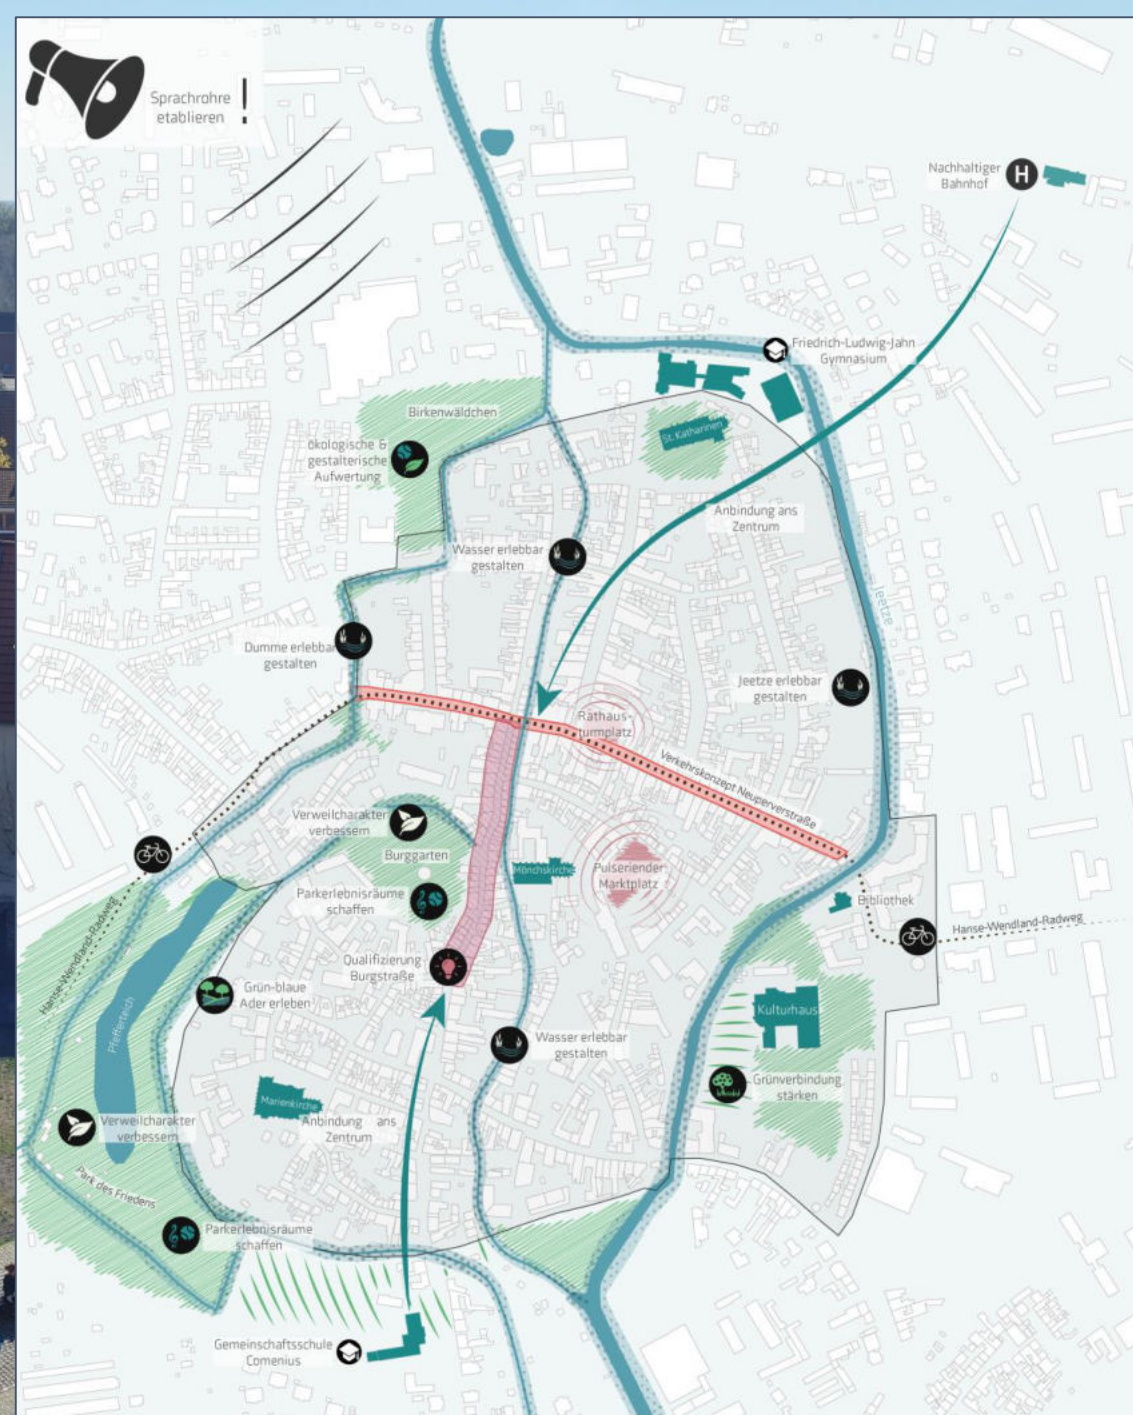 Sprachrohre
etablieren !
Nachhaltiger
Bahnhof
H
Friedrich-Ludwig-Jahn
Gymnasium
Birkenwäldchen
St. Katharinen
ökologische &
gestalterische
Aufwertung
Anbindung ans
Zentrum
Wasser erlebbar
gestalten
Jeetze
Dumme erlebbar
gestalten
Jeetze erlebbar
gestalten
Rathaus-
turmplatz
Verkehrskonzept Neuperverstraße
Verweilcharakter
verbessern
Burggarten
Mönchskirche
Pulseriender
Marktplatz
Parkerlebnisräume
schaffen
Bibliothek
Hanse-Wendland-Radweg
Hanse-Wendland-Radweg
Qualifizierung
Burgstraße
Grün-blaue
Ader erleben
Pfefferteich
Kulturhaus
Wasser erlebbar
gestalten
Grünverbindung
stärken
Marienkirche
Anbindung ans
Zentrum
Verweilcharakter
verbessern
Park des Friedens
Parkerlebnisräume
schaffen
Gemeinschaftsschule
Comenius